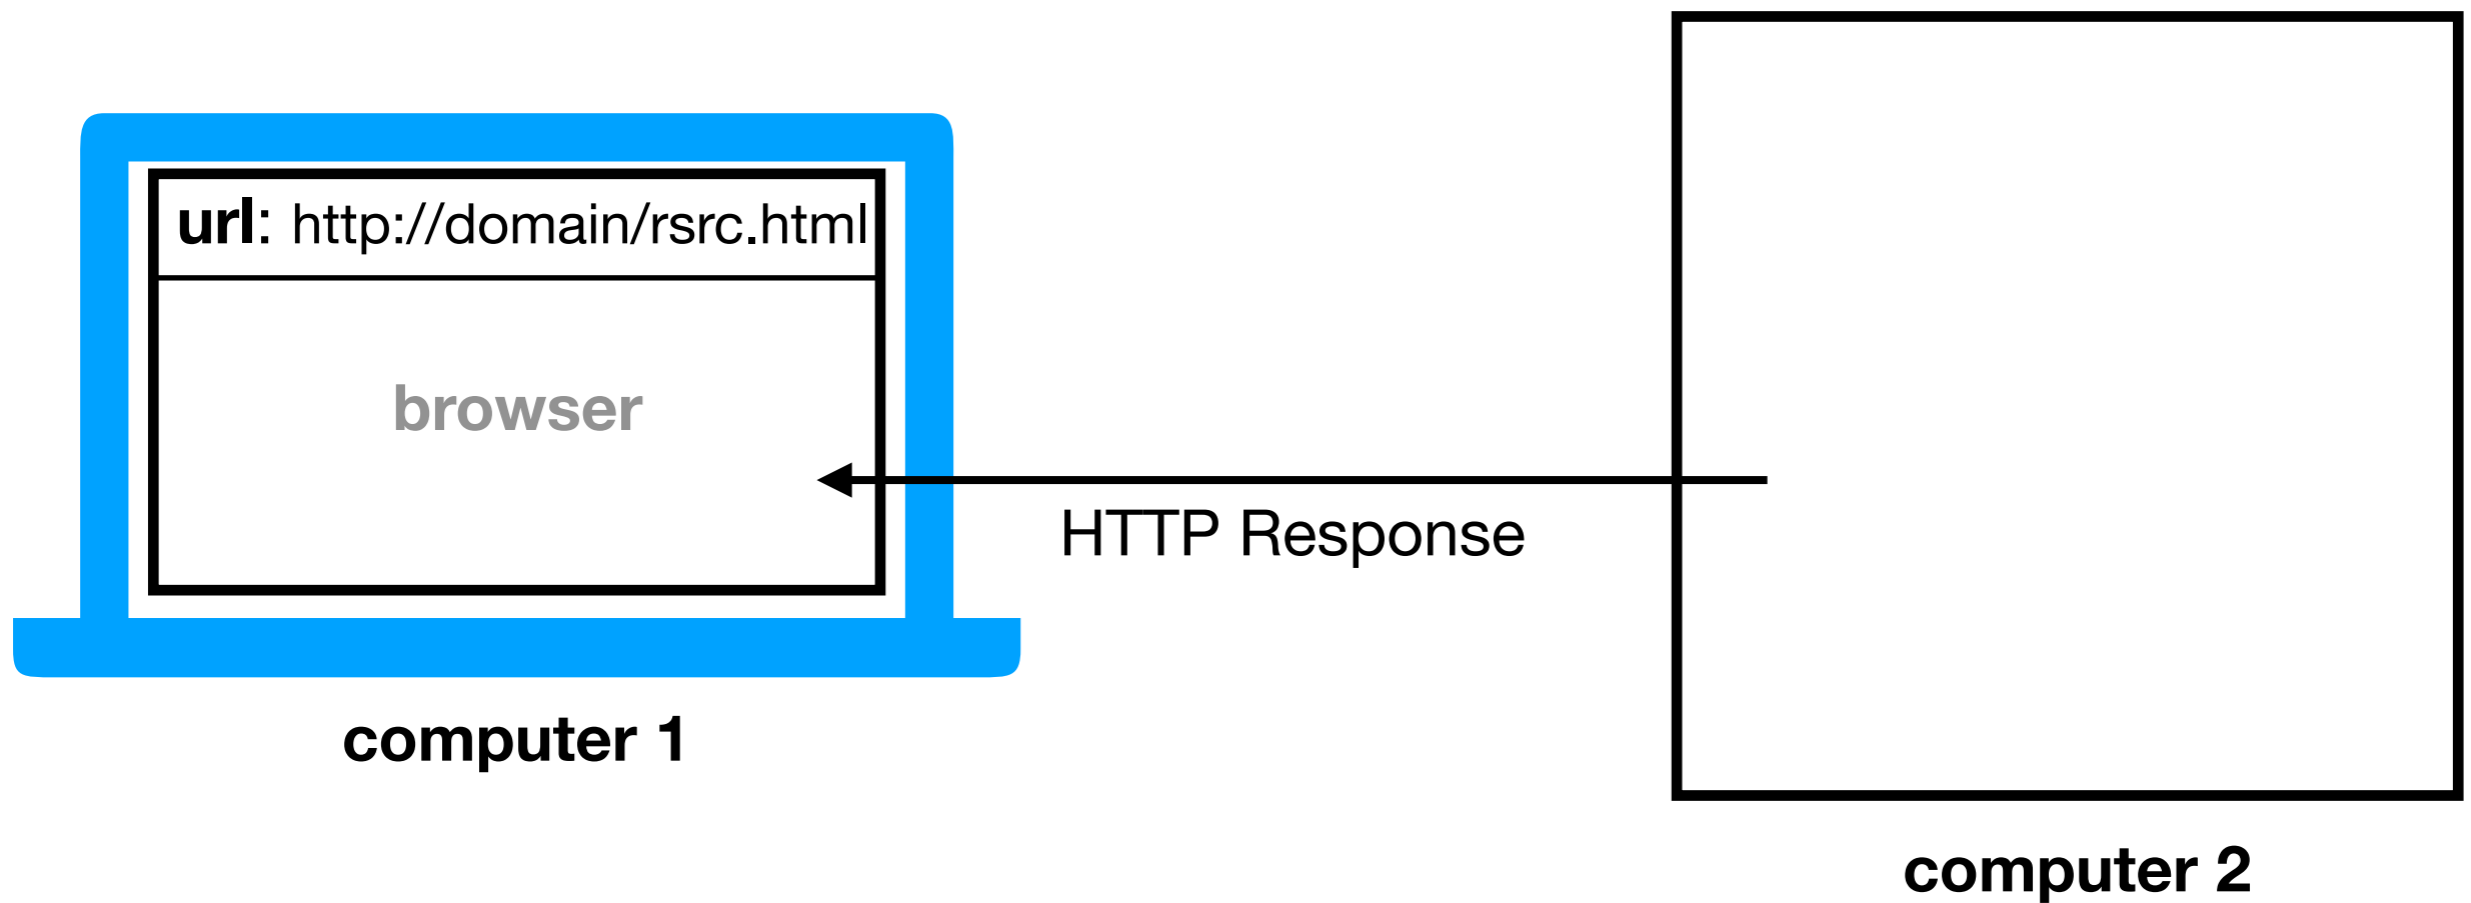 url: http://domain/rsrc.html
browser
HTTP Response
computer 1
computer 2